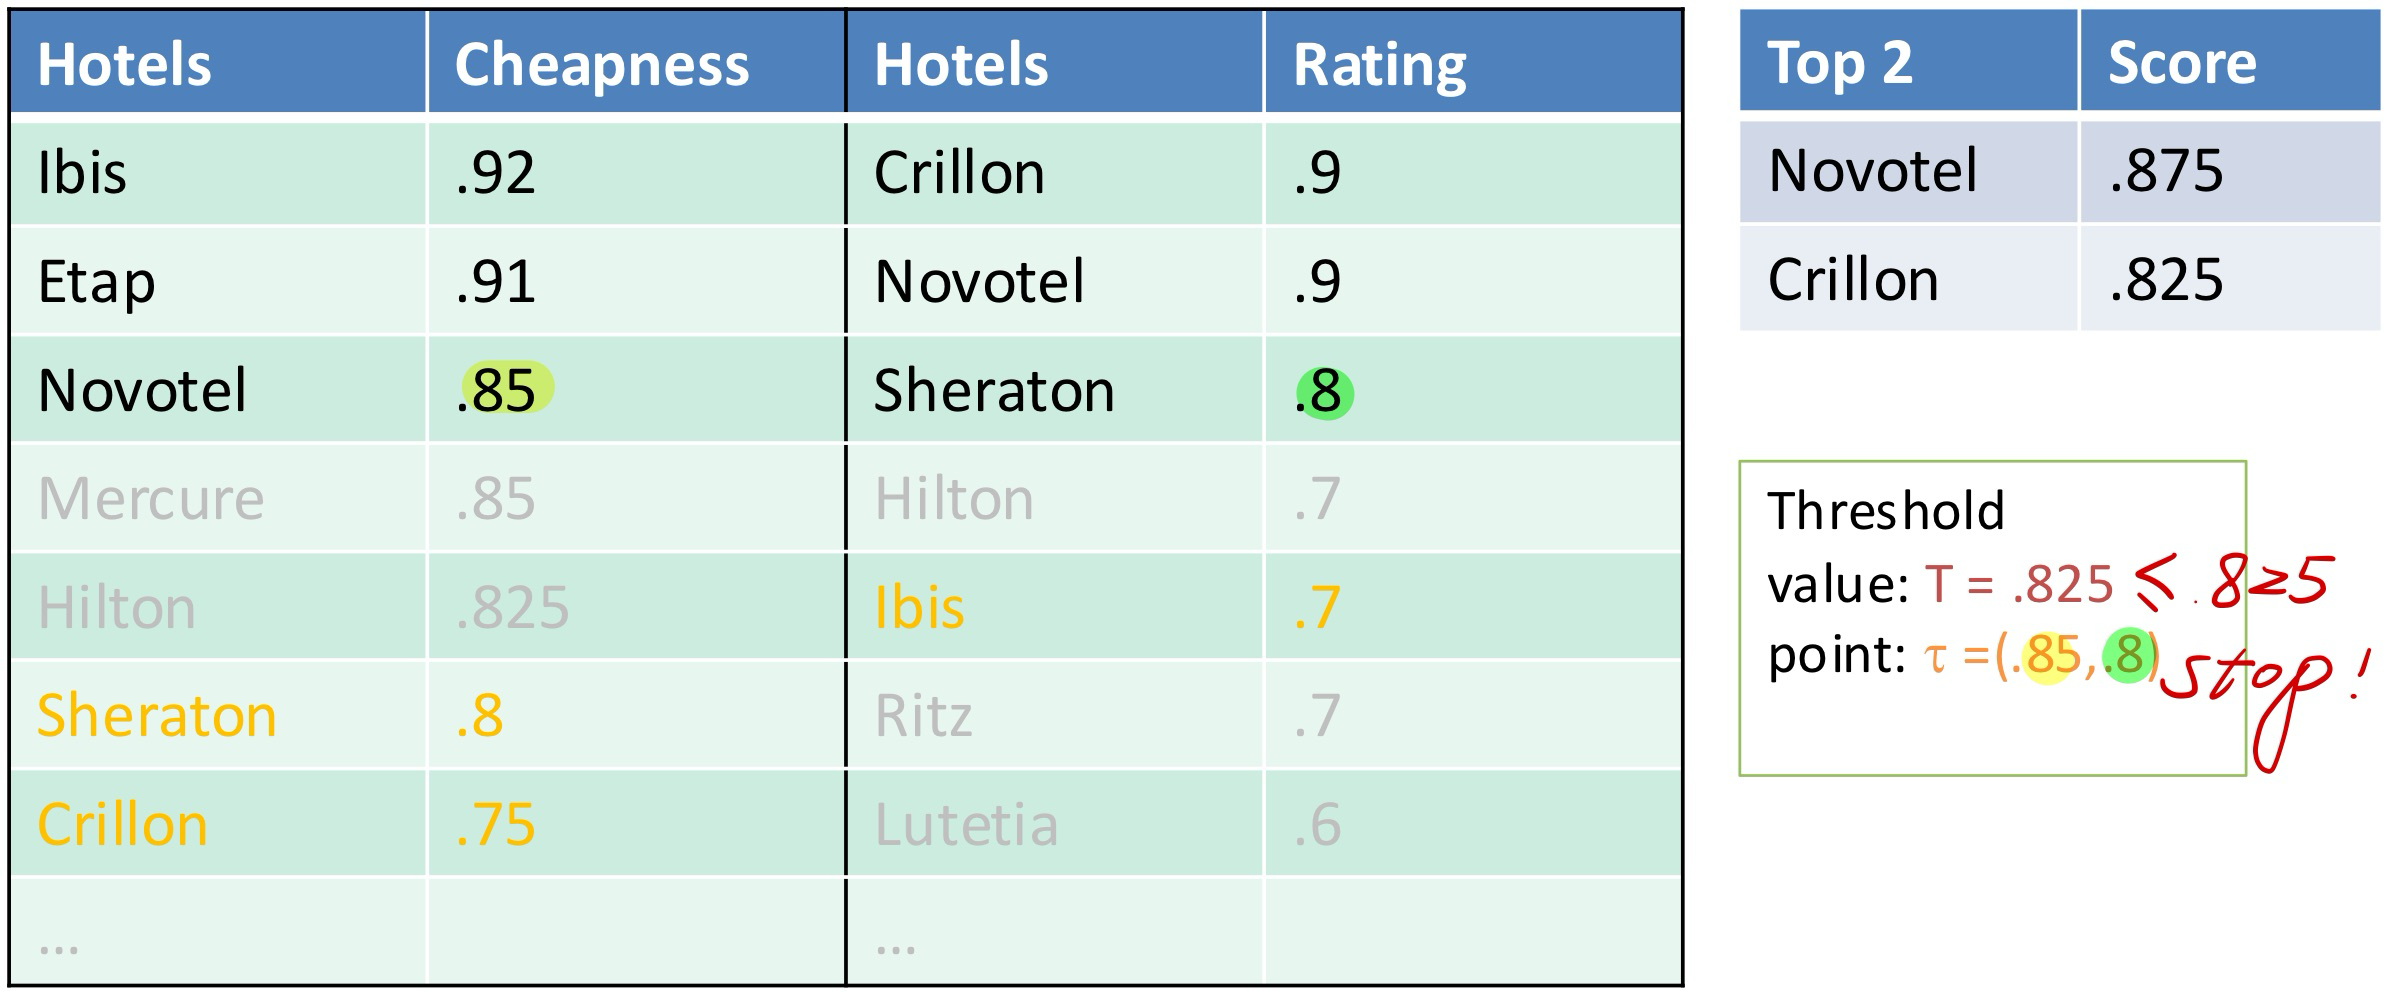 Hotels Cheapness Hotels Rating
Ibis .92 Crillon .9
Etap .91 Novotel .9
Novotel .85 Sheraton .8
Mercure .85 Hilton .7
Hilton .825 Ibis .7
Sheraton .8 Ritz .7
Crillon .75 Lutetia .6
... ...
Top 2 Score
Novotel .875
Crillon .825
Threshold
value: T = .825 ≤ .825
point: τ =(.85, .8) stop!